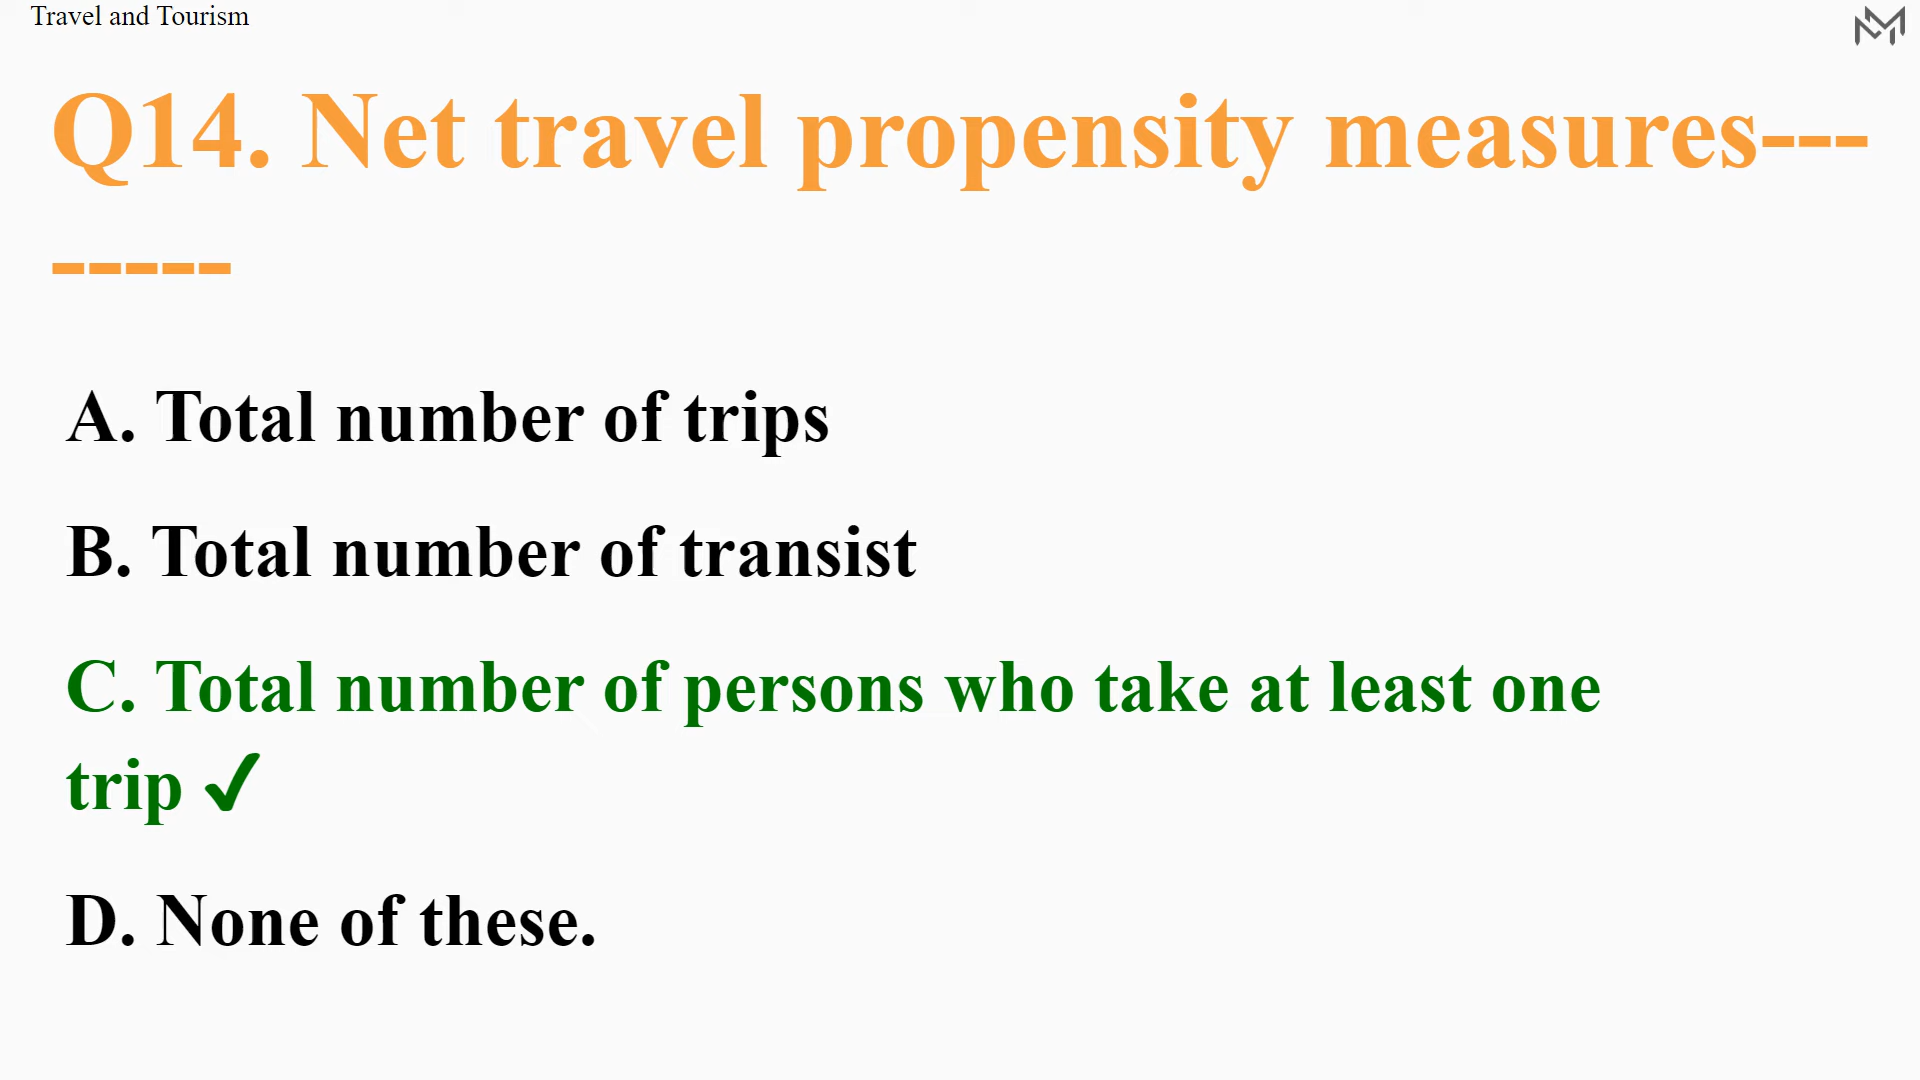 Travel and Tourism
Q14. Net travel propensity measures---
-----
A. Total number of trips
B. Total number of transist
C. Total number of persons who take at least one
trip ✓
D. None of these.